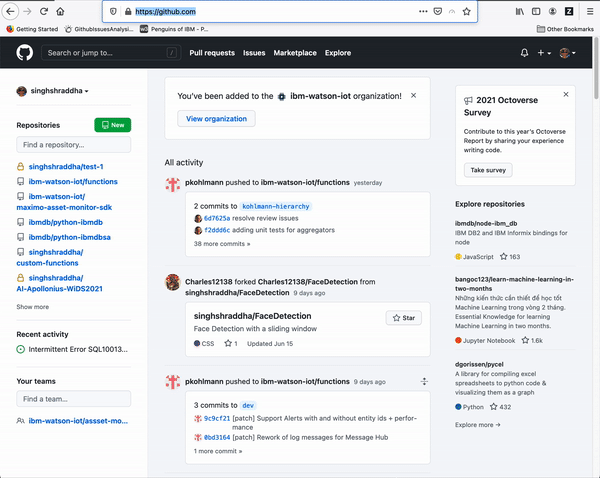 https://github.com
Getting Started
GithubIssuesAnalysi...
Penguins of IBM - P...
Other Bookmarks
Search or jump to...
/
Pull requests
Issues
Marketplace
Explore
singhshraddha
Repositories
New
Find a repository...
singhshraddha/test-1
ibm-watson-iot/functions
ibm-watson-iot/
maximo-asset-monitor-sdk
ibmdb/python-ibmdb
ibmdb/python-ibmdbsa
singhshraddha/
custom-functions
singhshraddha/
AI-Apollonius-WiDS2021
Show more
Recent activity
Intermittent Error SQL10013...
Your teams
Find a team...
ibm-watson-iot/assset-mo...
You've been added to the ibm-watson-iot organization!
View organization
All activity
pkohlmann pushed to ibm-watson-iot/functions yesterday
2 commits to kohlmann-hierarchy
6d7625a resolve review issues
f2ddd6c adding unit tests for aggregators
38 more commits »
Charles12138 forked Charles12138/FaceDetection from
singhshraddha/FaceDetection 9 days ago
singhshraddha/FaceDetection
Star
Face Detection with a sliding window
CSS
1
Updated Jun 15
pkohlmann pushed to ibm-watson-iot/functions 9 days ago
3 commits to dev
9c9cf21 [patch] Support Alerts with and without entity ids + perfor-
mance
0bd3164 [patch] Rework of log messages for Message Hub
1 more commit »
2021 Octoverse
Survey
Contribute to this year's Octoverse
Report by sharing your experience
writing code.
Take survey
Explore repositories
ibmdb/node-ibm_db
IBM DB2 and IBM Informix bindings for
node
JavaScript
163
bangoc123/learn-machine-learning-in-
two-months
Những kiến thức cần thiết để học tốt
Machine Learning trong vòng 2 tháng.
Essential Knowledge for learning
Machine Learning in two months.
Jupyter Notebook
1.6k
dgorissen/pycel
A library for compiling excel
spreadsheets to python code &
visualizing them as a graph
Python
432
Explore more →